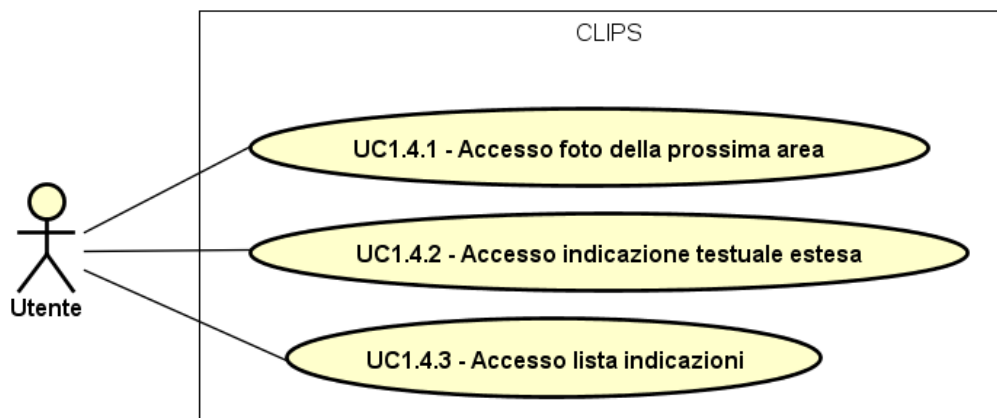 CLIPS
UC1.4.1 - Accesso foto della prossima area
UC1.4.2 - Accesso indicazione testuale estesa
Utente
UC1.4.3 - Accesso lista indicazioni